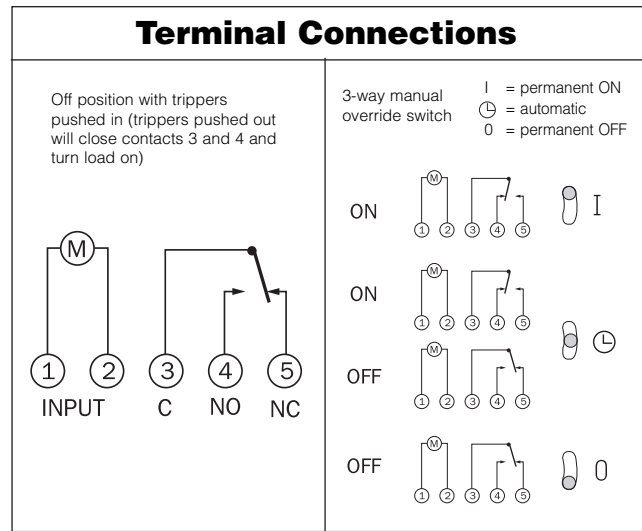 Terminal Connections
Off position with trippers
pushed in (trippers pushed out
will close contacts 3 and 4 and
turn load on)
M
1 2 3 4 5
INPUT C NO NC
3-way manual
override switch
I = permanent ON
= automatic
0 = permanent OFF
ON
M
1 2 3 4 5
I
ON
M
1 2 3 4 5
OFF
M
1 2 3 4 5
OFF
M
1 2 3 4 5
0